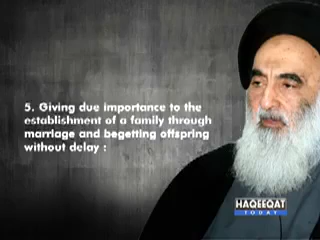 5. Giving due importance to the
establishment of a family through
marriage and begetting offspring
without delay :
HAQEEQAT
TODAY